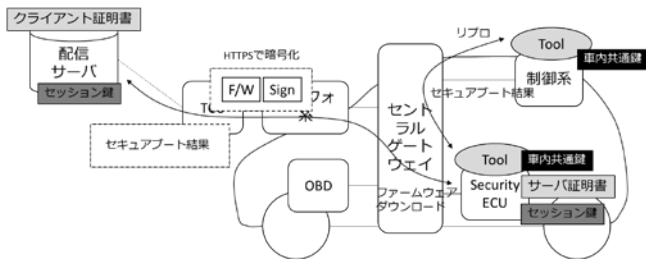 クライアント証明書
配信
サーバ
セッション鍵
HTTPSで暗号化
F/W
Sign
フォ
系
セキュアブート結果
OBD
セント
ラル
ゲート
ウェイ
ファームウェア
ダウンロード
リプロ
Tool
車内共通鍵
制御系
セキュアブート結果
Tool
車内共通鍵
Security
ECU
サーバ証明書
セッション鍵